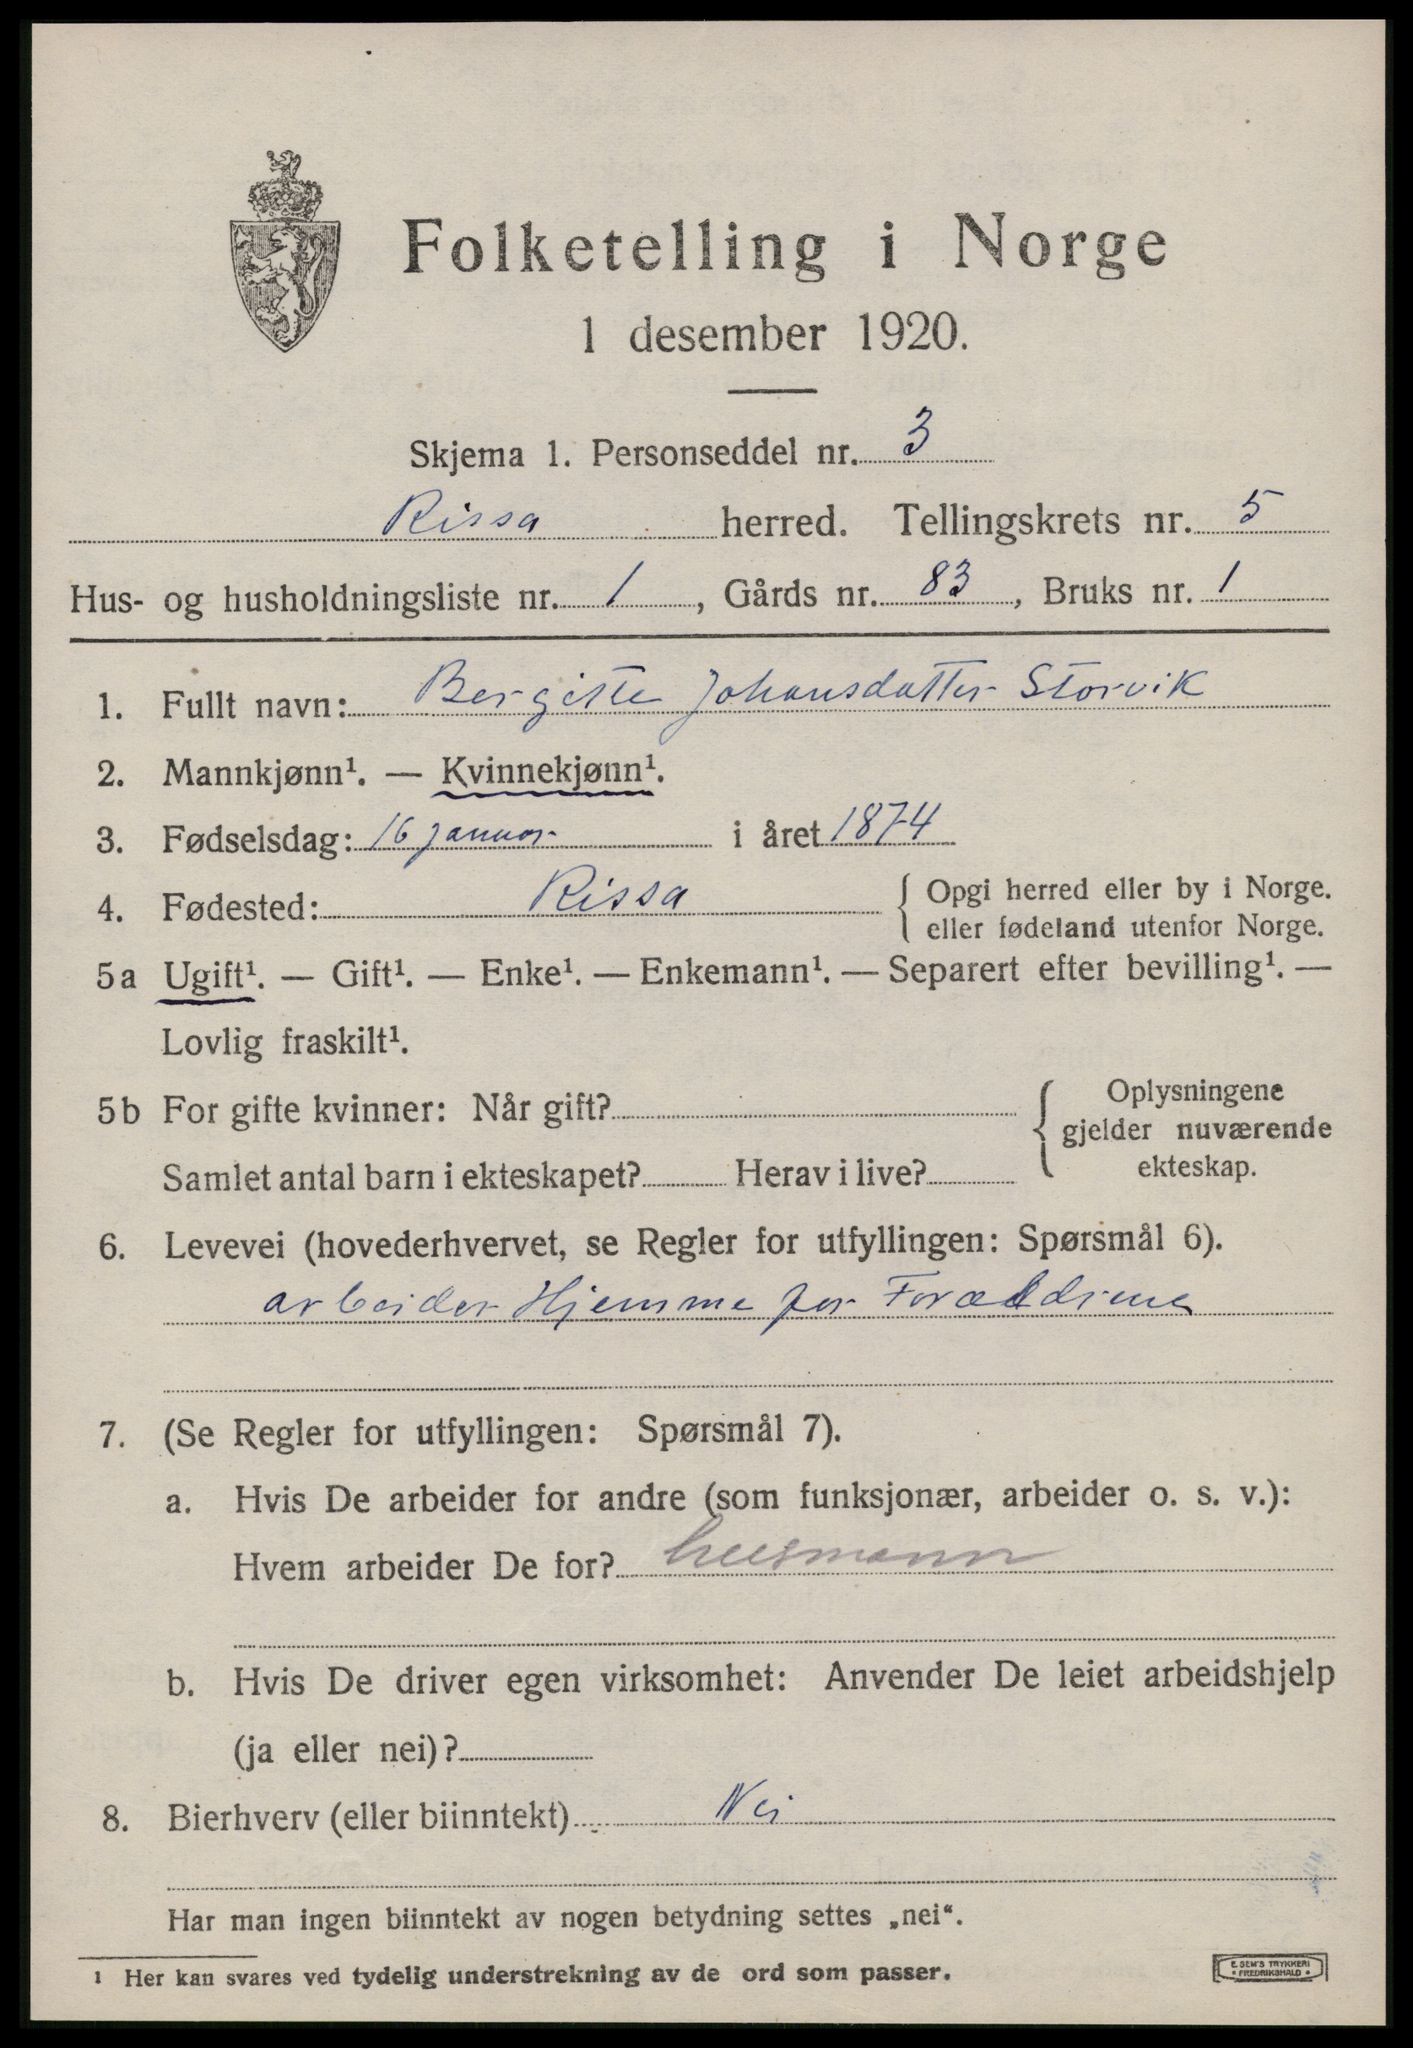 Folketelling i Norge
1 desember 1920.
Skjema 1. Personseddel nr. 3
Rissa herred. Tellingskrets nr. 5
Hus- og husholdningsliste nr. 1, Gårds nr. 83, Bruks nr. 1
1. Fullt navn: Bergitte Johansdatter Storvik
2. Mannkjønn¹. — Kvinnekjønn¹.
3. Fødselsdag: 16 januar i året 1874
4. Fødested: Rissa { Opgi herred eller by i Norge.
eller fødeland utenfor Norge.
5a Ugift¹. — Gift¹. — Enke¹. — Enkemann¹. — Separert efter bevilling¹. —
Lovlig fraskilt¹.
5b For gifte kvinner: Når gift? { Oplysningene
gjelder nuværende
Samlet antal barn i ekteskapet? Herav i live? ekteskap.
6. Levevei (hovederhvervet, se Regler for utfyllingen: Spørsmål 6).
arbeider Hjemme for Forældrene
7. (Se Regler for utfyllingen: Spørsmål 7).
a. Hvis De arbeider for andre (som funksjonær, arbeider o. s. v.):
Hvem arbeider De for? husmann
b. Hvis De driver egen virksomhet: Anvender De leiet arbeidshjelp
(ja eller nei)?
8. Bierhverv (eller biinntekt) Nei
Har man ingen biinntekt av nogen betydning settes „nei“.
1 Her kan svares ved tydelig understrekning av de ord som passer.
E. SEM'S TRYKKERI
• FREDRIKSHALD •